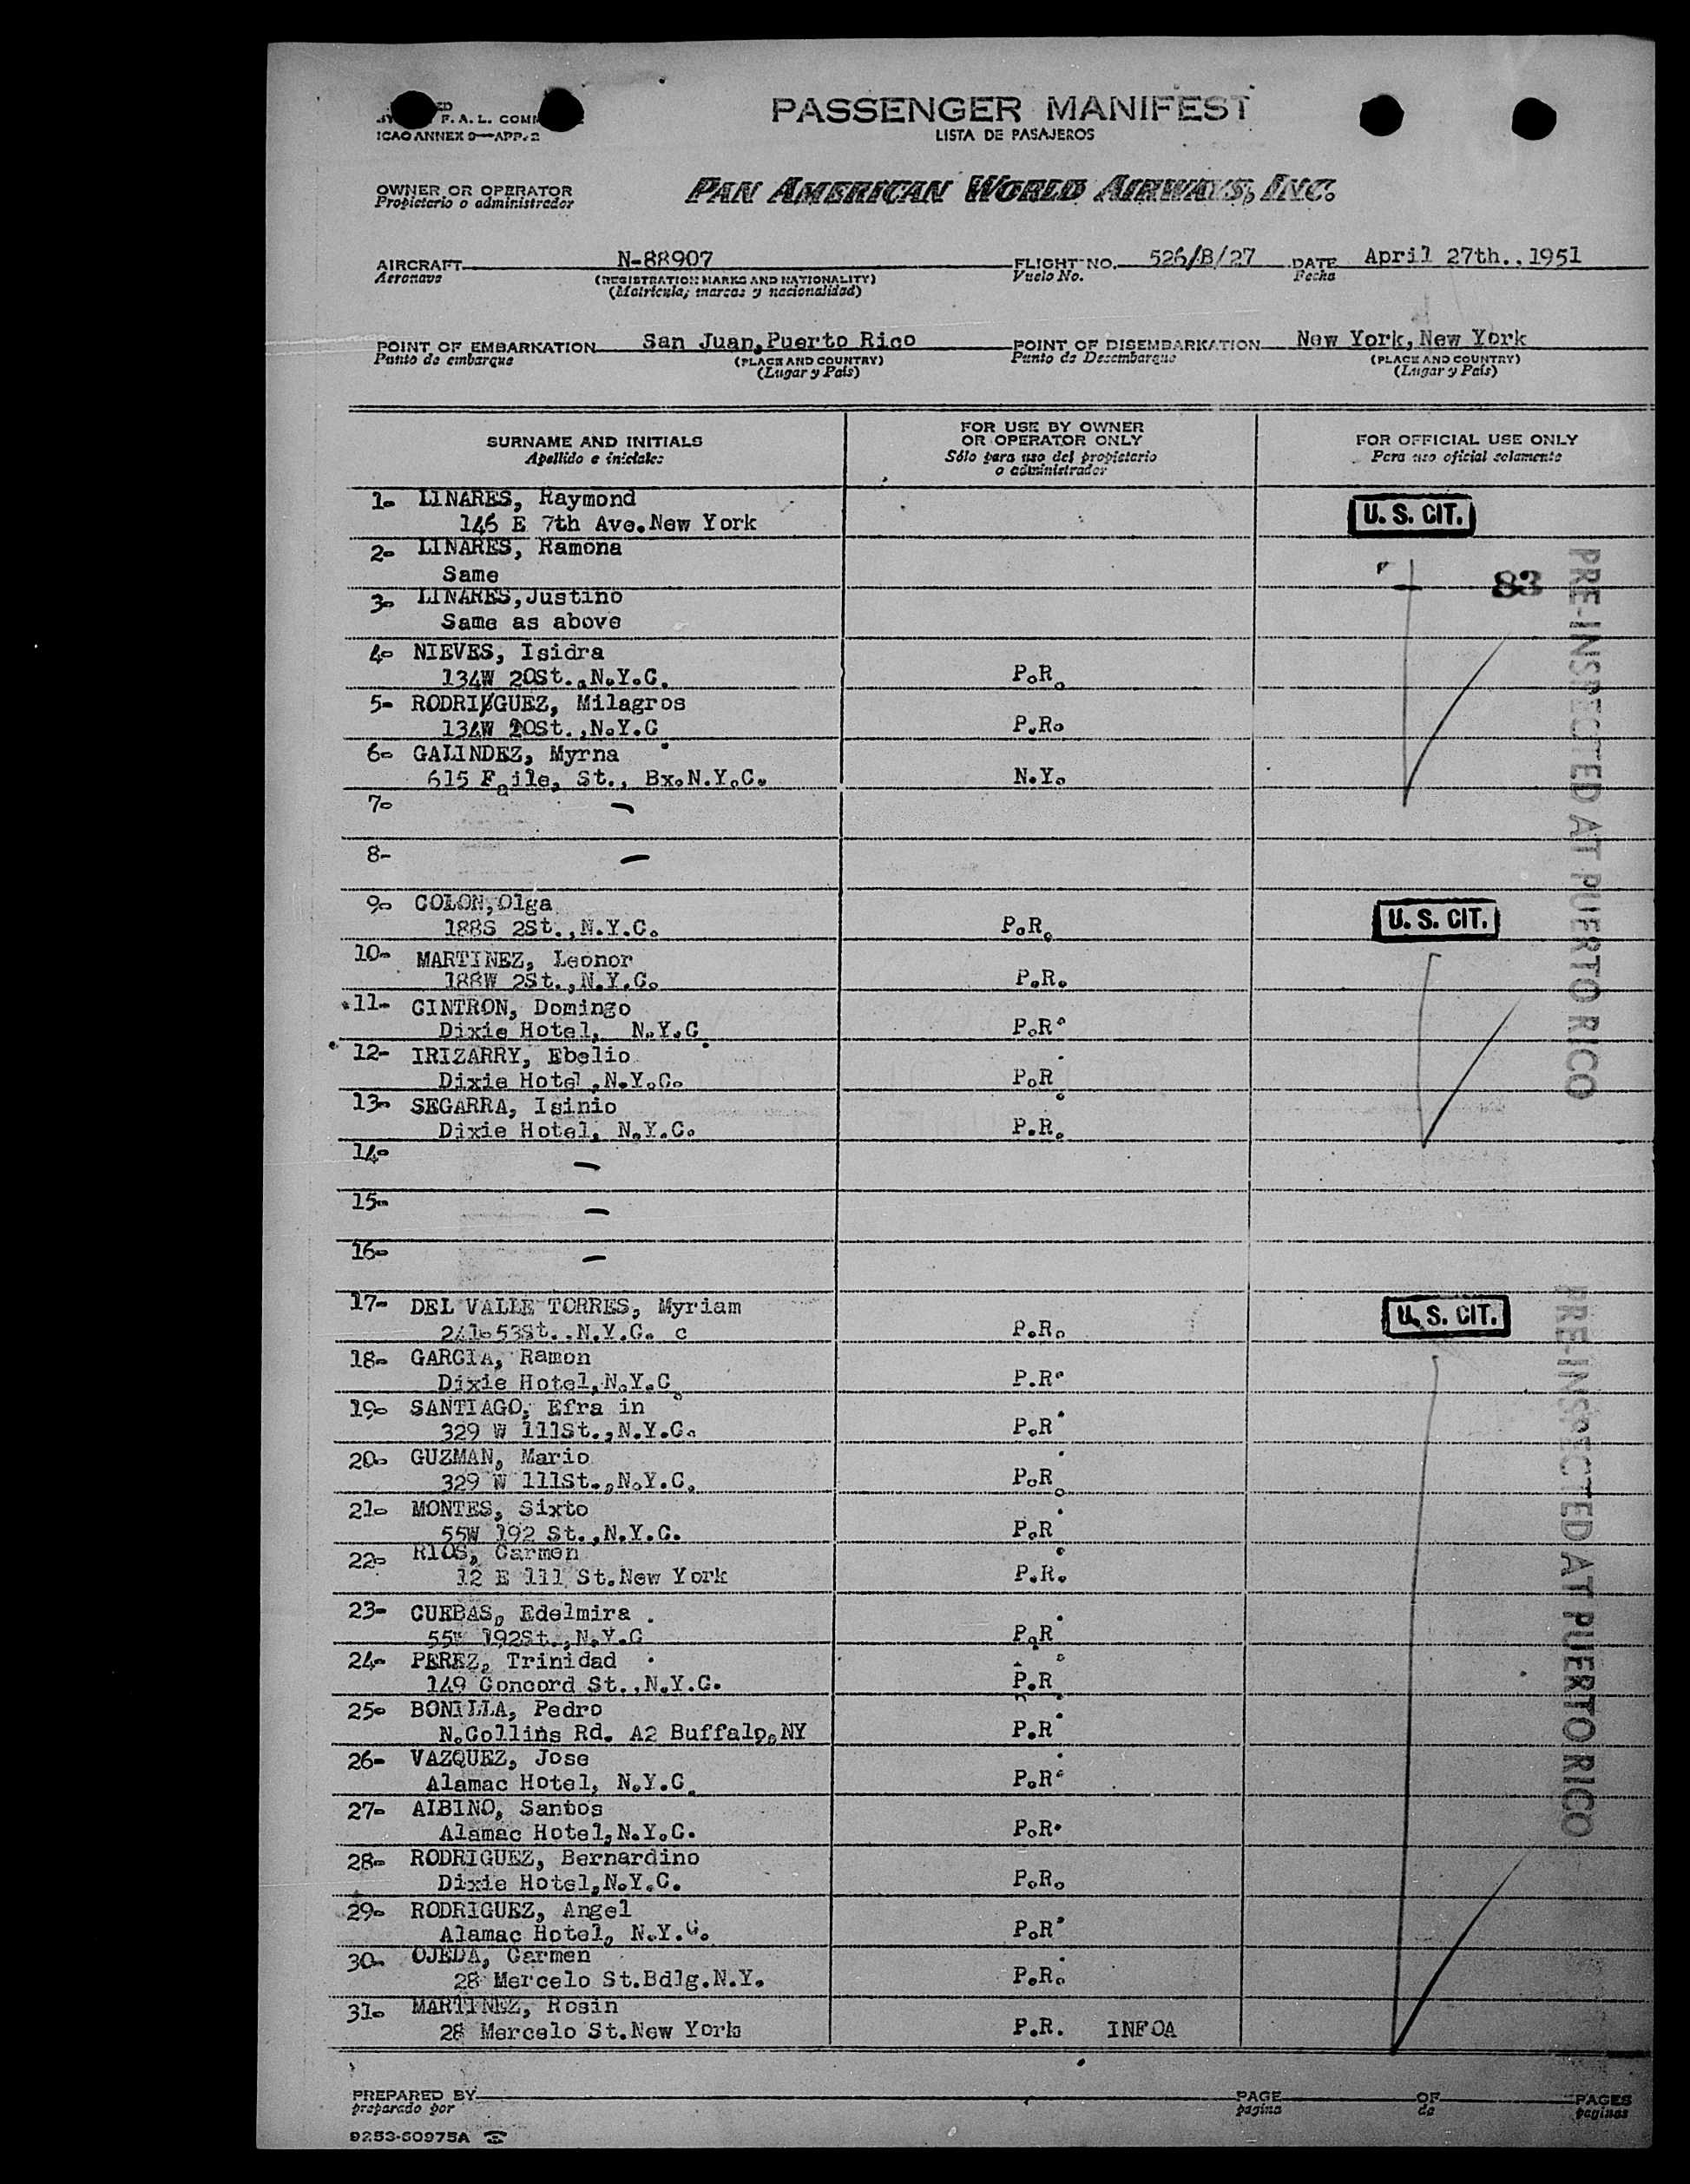 F. A. L.
ICAO ANNEX 9—APP. 2
PASSENGER MANIFEST
LISTA DE PASAJEROS
OWNER OR OPERATOR
Propietario o administrador
PAN AMERICAN WORLD AIRWAYS, INC.
AIRCRAFT N-88907 FLIGHT NO. 526/B/27 DATE April 27th.,1951
Aeronave (REGISTRATION MARKS AND NATIONALITY) Vuelo No. Fecha
(Matricula, marcas y nacionalidad)
POINT OF EMBARKATION San Juan,Puerto Rico POINT OF DISEMBARKATION New York,New York
Punto de embarque (PLACE AND COUNTRY) Punto de Desembarque (PLACE AND COUNTRY)
(Lugar y País) (Lugar y País)
SURNAME AND INITIALS
Apellido e iniciales
FOR USE BY OWNER
OR OPERATOR ONLY
Sólo para uso del propietario
o administrador
FOR OFFICIAL USE ONLY
Para uso oficial solamente
1- LINARES, Raymond
146 E 7th Ave.New York
U. S. CIT.
2- LINARES, Ramona
Same
83
3- LINARES,Justino
Same as above
4- NIEVES, Isidra
134W 20St.,N.Y.C. P.R.
5- RODRIGUEZ, Milagros
134W 20St.,N.Y.C P.R.
6- GALINDEZ, Myrna
615 Faile, St., Bx.N.Y.C. N.Y.
7- -
8- -
9- COLON,Olga
188S 2St.,N.Y.C. P.R.
U. S. CIT.
10- MARTINEZ, Leonor
188W 2St.,N.Y.C. P.R.
11- CINTRON, Domingo
Dixie Hotel, N.Y.C P.R.
12- IRIZARRY, Ebelio
Dixie Hotel,N.Y.C. P.R
13- SEGARRA, Isinio
Dixie Hotel, N.Y.C. P.R.
14- -
15- -
16- -
17- DEL VALLE TORRES, Myriam
53St.,N.Y.C. c P.R.
U. S. CIT.
18- GARCIA, Ramon
Dixie Hotel,N.Y.C P.R.
19- SANTIAGO, Efra in
329 W 111St.,N.Y.C. P.R.
20- GUZMAN, Mario
329 W 111St.,N.Y.C. P.R.
21- MONTES, Sixto
55W 192 St.,N.Y.C. P.R
22- RIOS, Carmen
12 E 111 St.New York P.R.
23- CUEBAS, Edelmira
55W 192St.,N.Y.C P.R
24- PEREZ, Trinidad
149 Concord St.,N.Y.C. P.R
25- BONILLA, Pedro
N.Collins Rd. A2 Buffalo,NY P.R
26- VAZQUEZ, Jose
Alamac Hotel, N.Y.C. P.R.
27- ALBINO, Santos
Alamac Hotel,N.Y.C. P.R.
28- RODRIGUEZ, Bernardino
Dixie Hotel,N.Y.C. P.R.
29- RODRIGUEZ, Angel
Alamac Hotel, N.Y.C. P.R.
30- OJEDA, Carmen
28 Mercelo St.Bdlg.N.Y. P.R.
31- MARTINEZ, Rosin
28 Mercelo St.New York P.R. INFOA
PRE-INSPECTED AT PUERTO RICO
PRE-INSPECTED AT PUERTO RICO
PREPARED BY PAGE OF PAGES
preparado por pagina de paginas
9253-60975A